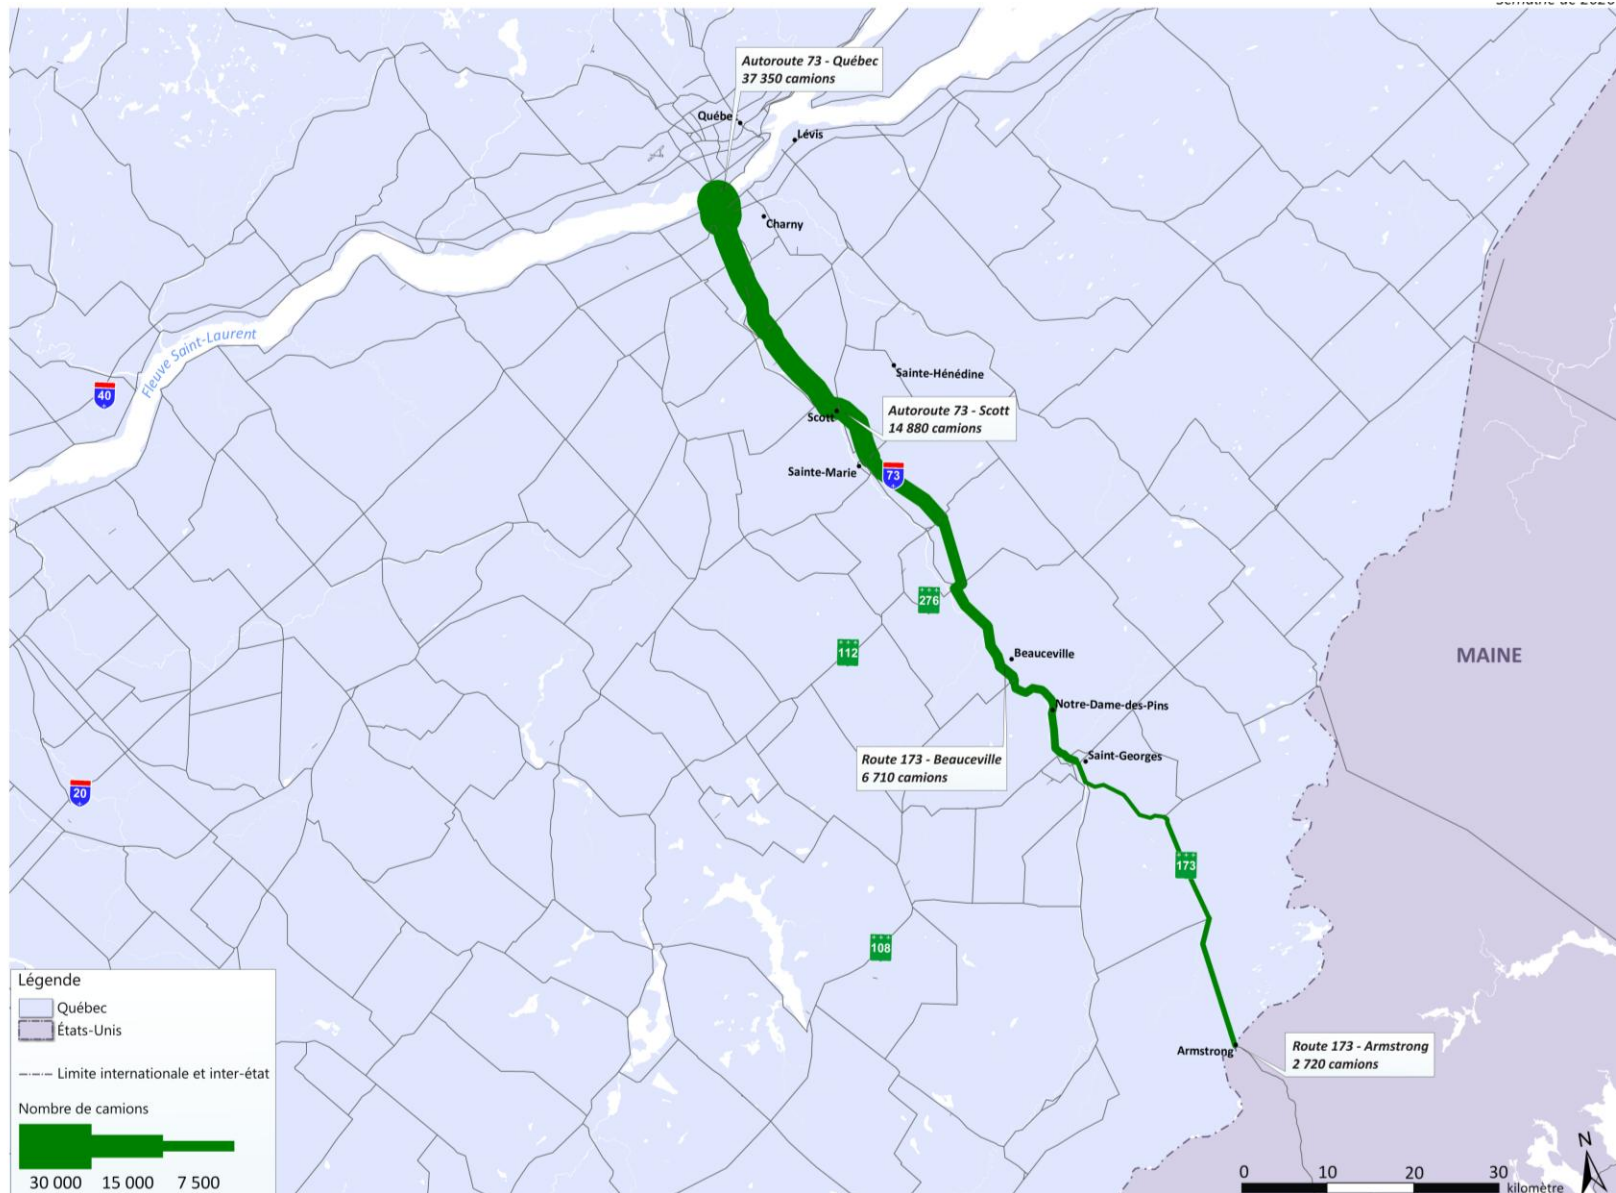 Autoroute 73 - Québec
37 350 camions
Québe
Lévis
Charny
Fleuve Saint-Laurent
40
Sainte-Hénédine
Autoroute 73 - Scott
14 880 camions
Scott
Sainte-Marie
73
276
112
Beauceville
MAINE
Notre-Dame-des-Pins
Route 173 - Beauceville
6 710 camions
Saint-Georges
20
173
108
Légende
Québec
États-Unis
Limite internationale et inter-état
Nombre de camions
30 000 15 000 7 500
Armstrong
Route 173 - Armstrong
2 720 camions
N
0 10 20 30
kilomètre